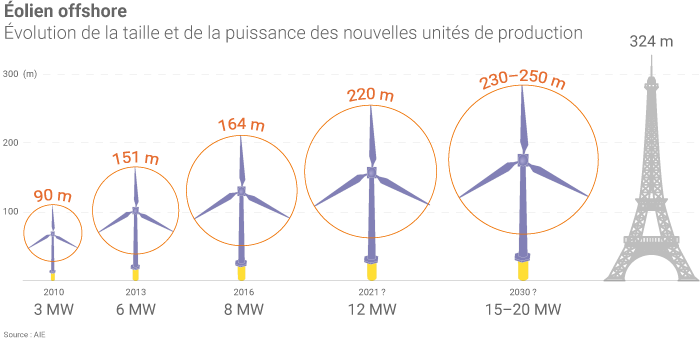 Éolien offshore
Évolution de la taille et de la puissance des nouvelles unités de production
324 m
300 (m)
230–250 m
220 m
200
164 m
151 m
90 m
100
2010 2013 2016 2021 ? 2030 ?
3 MW 6 MW 8 MW 12 MW 15–20 MW
Source : AIE